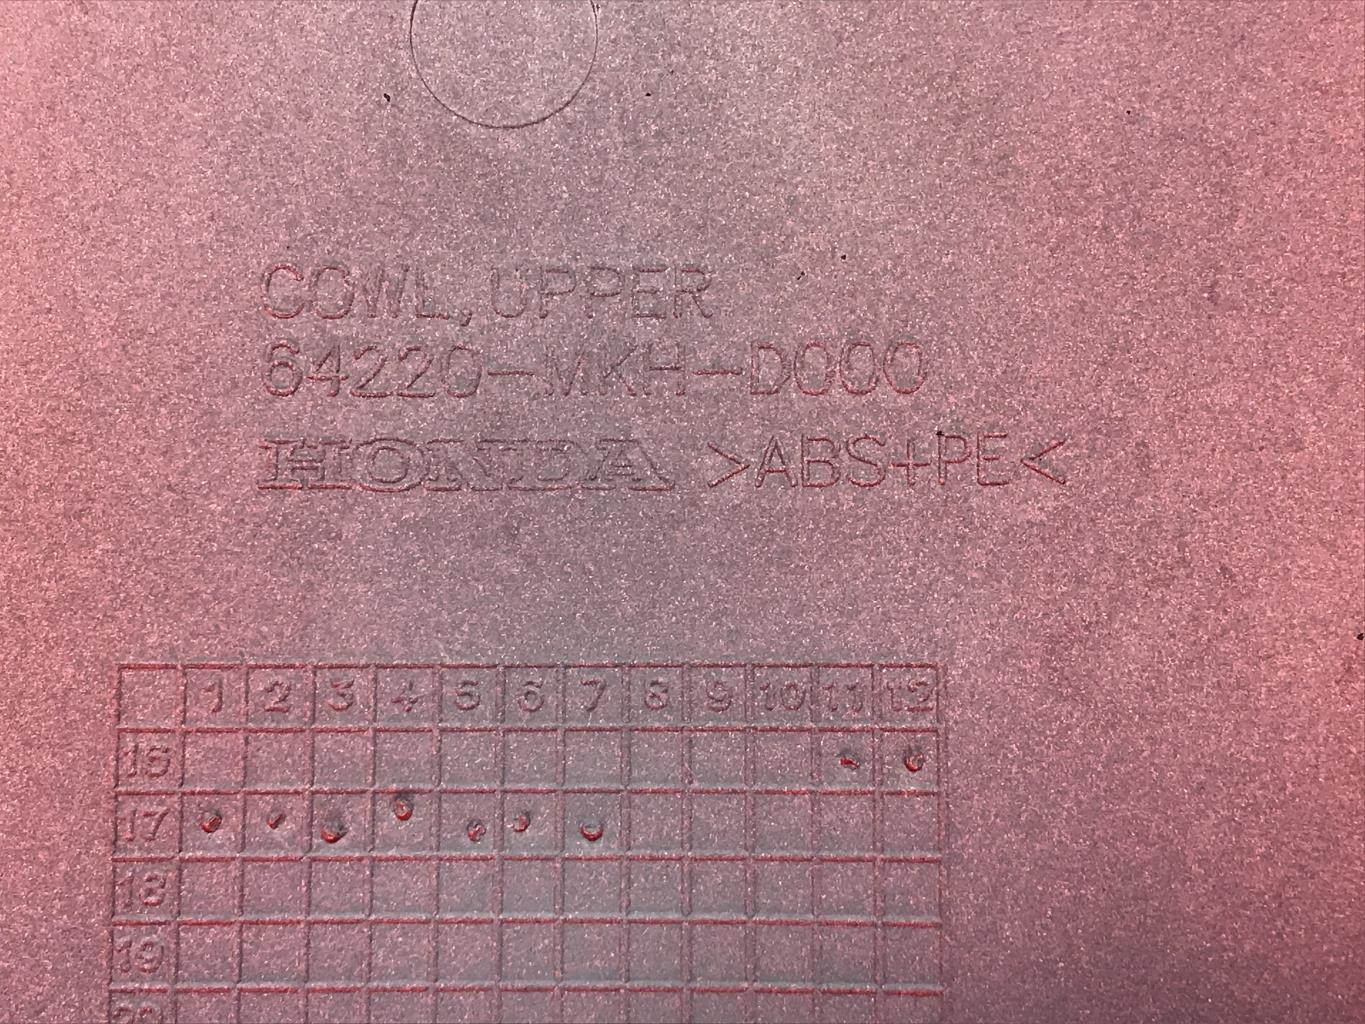 COWL, UPPER
64220-MKH-D000
HONDA >ABS+PE<
1 2 3 4 5 6 7 8 9 10 11 12
16
17
18
19
20